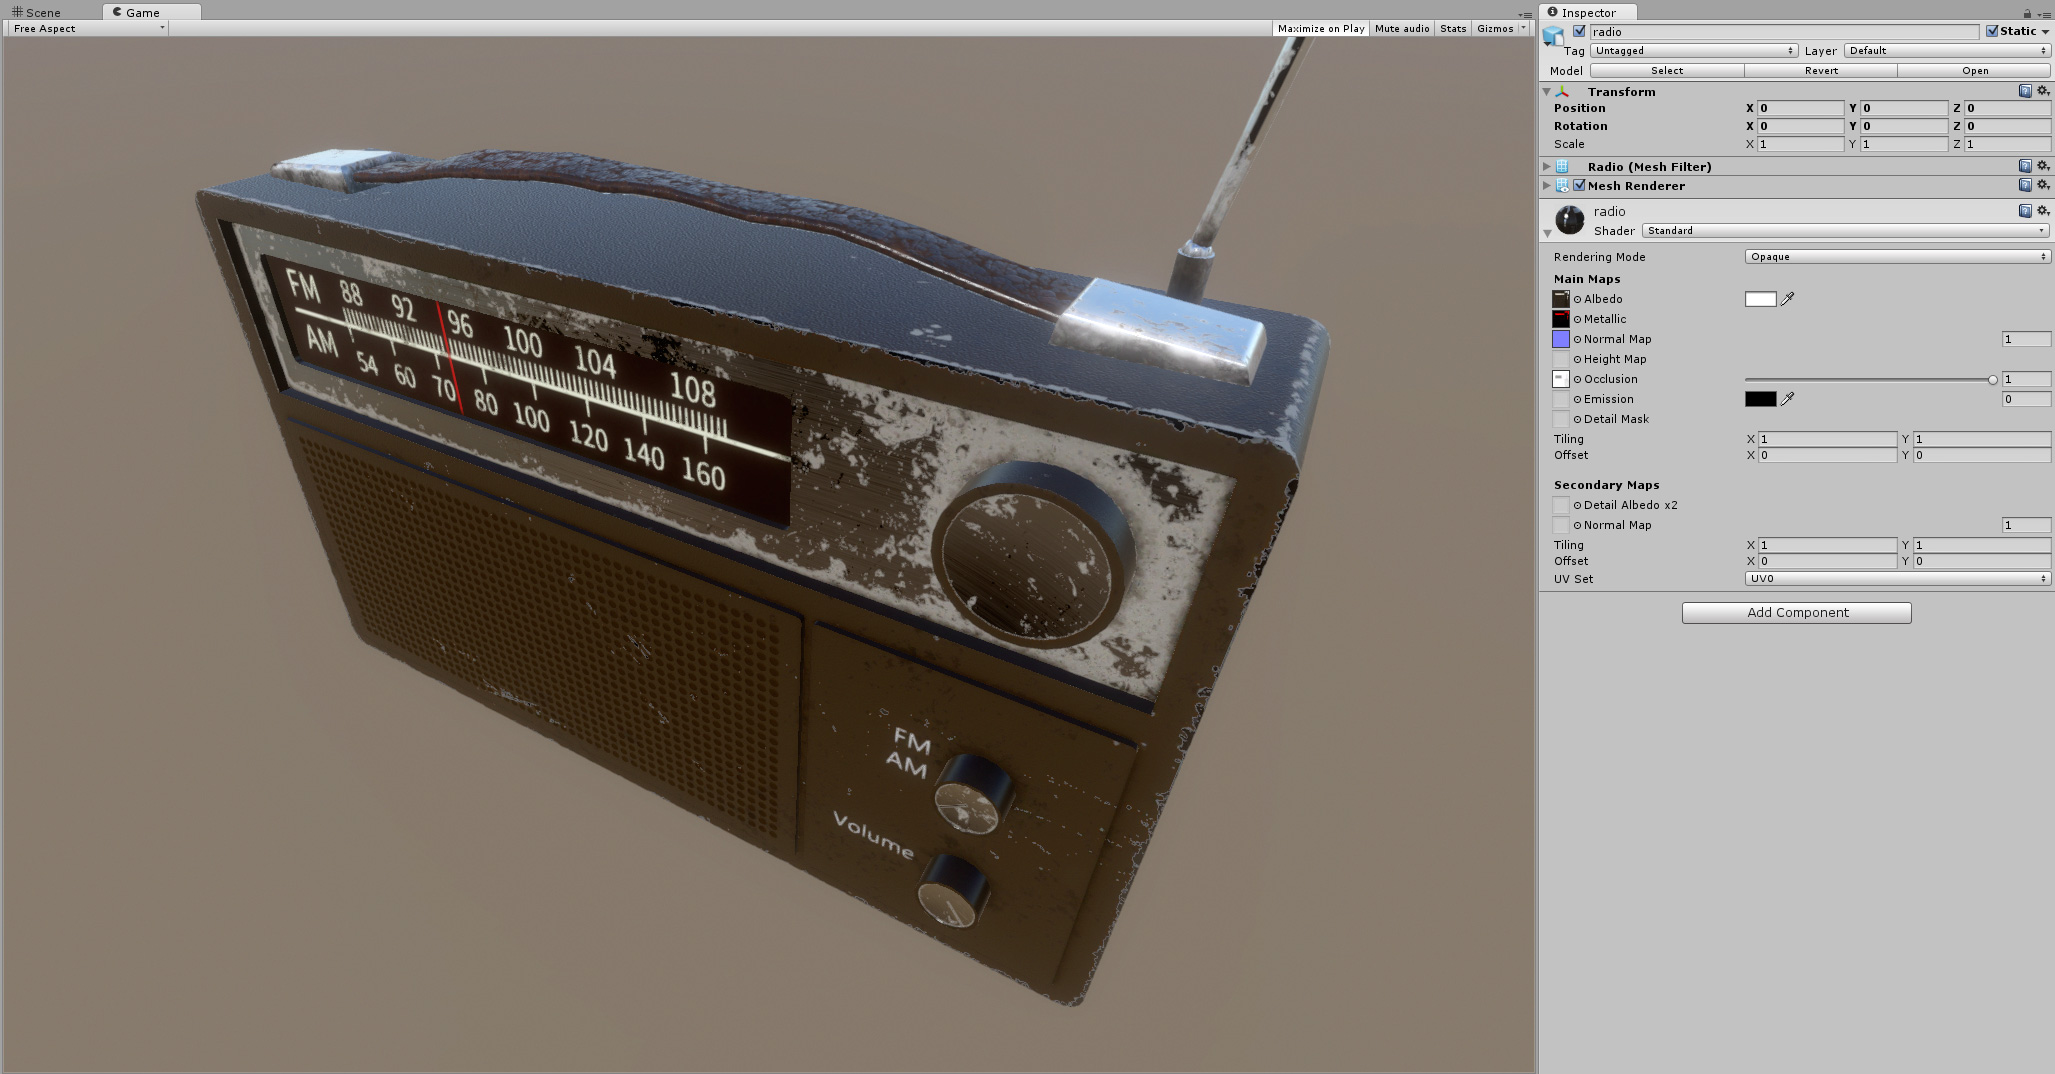 Scene
Game
Free Aspect
Maximize on Play
Mute audio
Stats
Gizmos
FM 88 92 96 100 104 108
AM 54 60 70 80 100 120 140 160
FM
AM
Volume
Inspector
radio
Static
Tag Untagged Layer Default
Model Select Revert Open
Transform
Position X 0 Y 0 Z 0
Rotation X 0 Y 0 Z 0
Scale X 1 Y 1 Z 1
Radio (Mesh Filter)
Mesh Renderer
radio
Shader Standard
Rendering Mode Opaque
Main Maps
Albedo
Metallic
Normal Map 1
Height Map
Occlusion 1
Emission 0
Detail Mask
Tiling X 1 Y 1
Offset X 0 Y 0
Secondary Maps
Detail Albedo x2
Normal Map 1
Tiling X 1 Y 1
Offset X 0 Y 0
UV Set UV0
Add Component